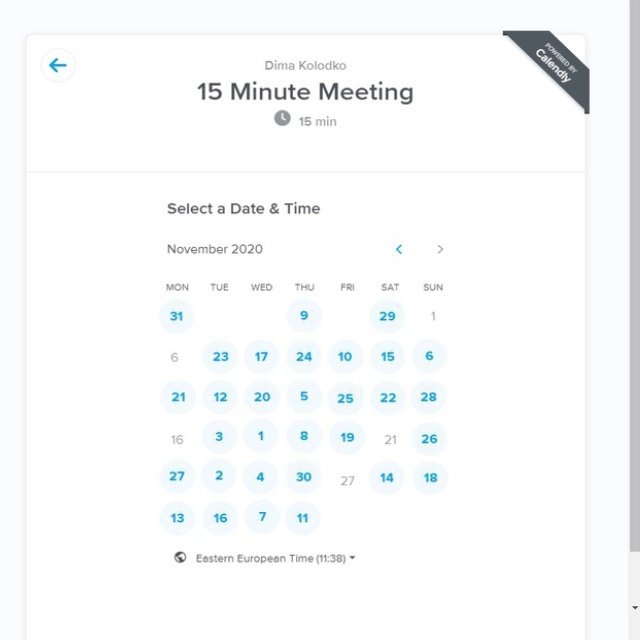 POWERED BY
Calendly
Dima Kolodko
15 Minute Meeting
15 min
Select a Date & Time
November 2020
MON TUE WED THU FRI SAT SUN
31 9 29 1
6 23 17 24 10 15 6
21 12 20 5 25 22 28
16 3 1 8 19 21 26
27 2 4 30 27 14 18
13 16 7 11
Eastern European Time (11:38)